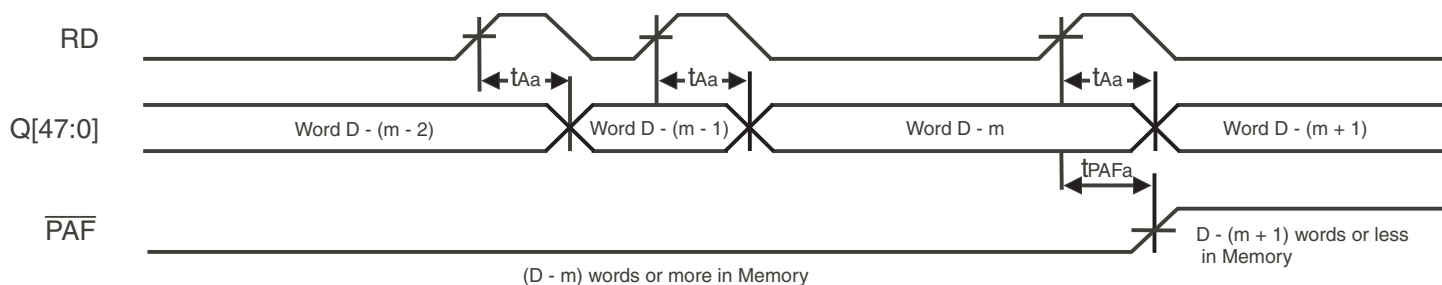 RD
tAa
tAa
tAa
Q[47:0]
Word D - (m - 2)
Word D - (m - 1)
Word D - m
Word D - (m + 1)
tPAFa
PAF
D - (m + 1) words or less
in Memory
(D - m) words or more in Memory